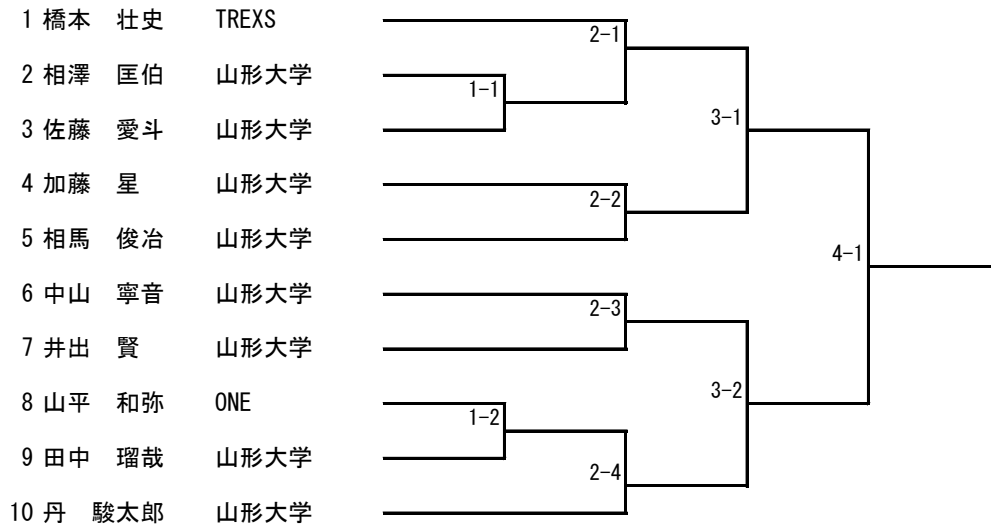 1 橋本 壮史 TREXS
2-1
2 相澤 匡伯 山形大学
1-1
3 佐藤 愛斗 山形大学
3-1
4 加藤 星 山形大学
2-2
5 相馬 俊冶 山形大学
4-1
6 中山 寧音 山形大学
2-3
7 井出 賢 山形大学
3-2
8 山平 和弥 ONE
1-2
9 田中 瑠哉 山形大学
2-4
10 丹 駿太郎 山形大学